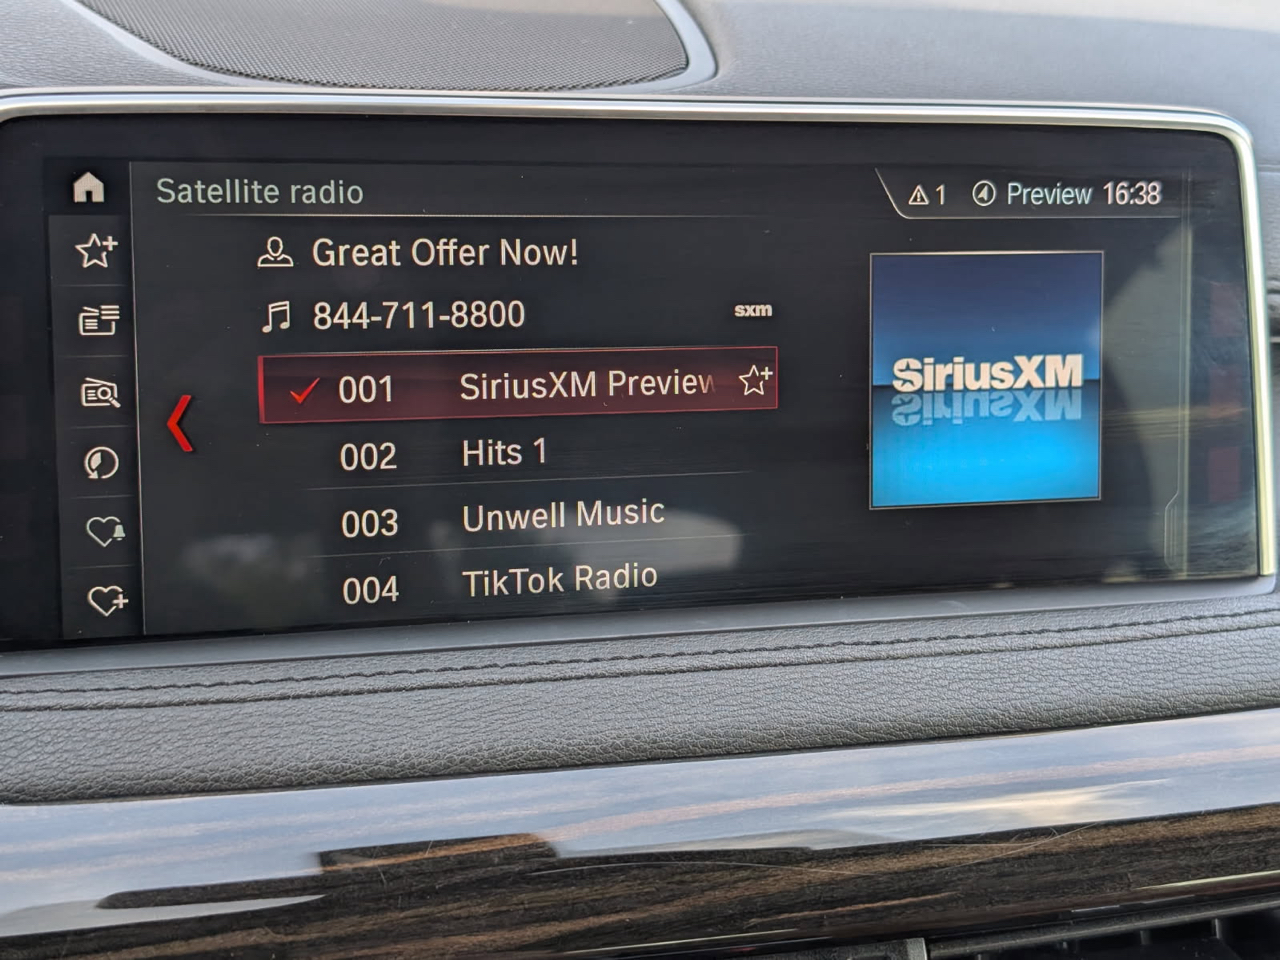 Satellite radio
1 Preview 16:38
Great Offer Now!
844-711-8800 sxm
001 SiriusXM Preview
002 Hits 1
003 Unwell Music
004 TikTok Radio
SiriusXM